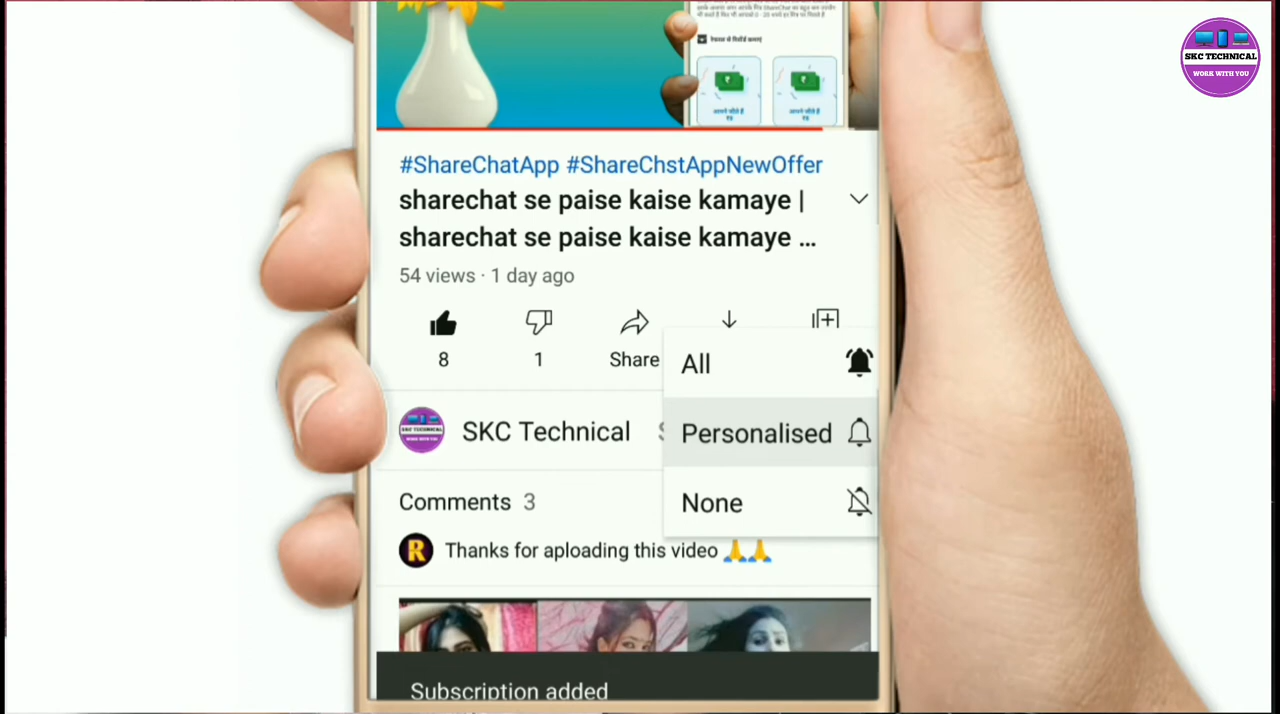 SKC TECHNICAL
WORK WITH YOU
#ShareChatApp #ShareChstAppNewOffer
sharechat se paise kaise kamaye |
sharechat se paise kaise kamaye ...
54 views · 1 day ago
8
1
Share
All
SKC TECHNICAL
SKC Technical
Personalised
Comments 3
None
R
Thanks for aploading this video 🙏🙏
Subscription added